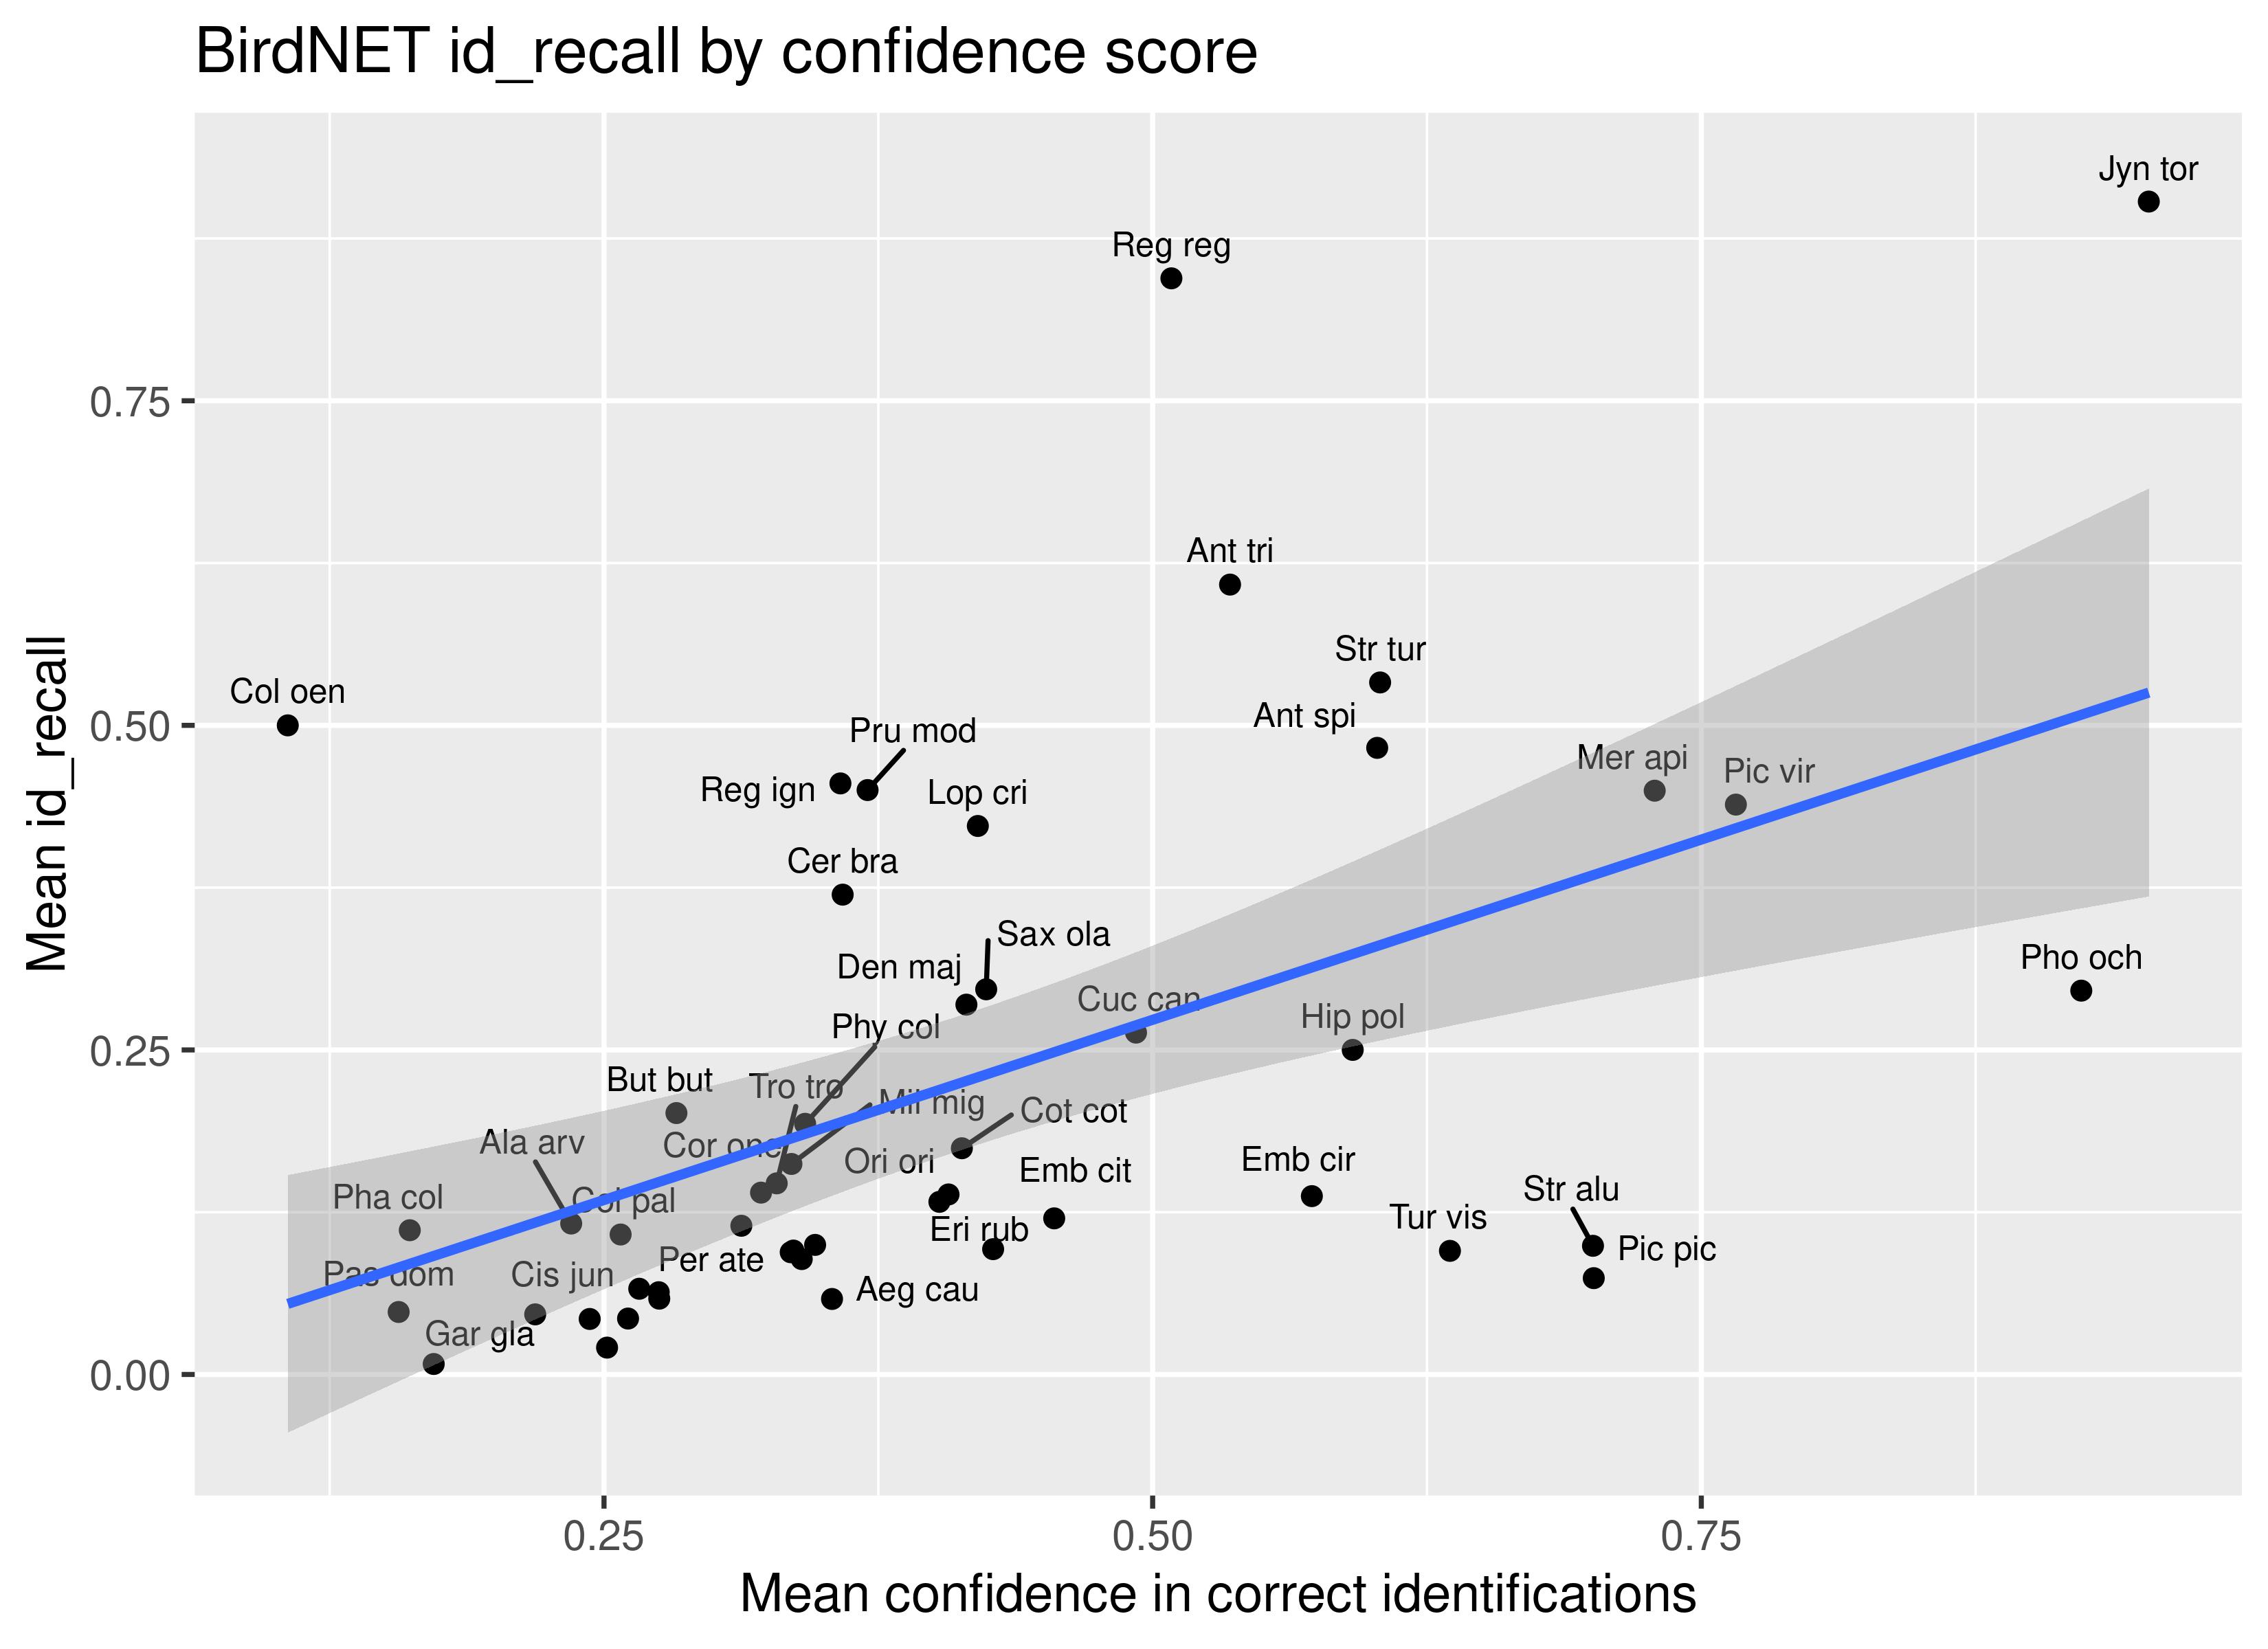 BirdNET id_recall by confidence score
Jyn tor
Reg reg
Ant tri
Str tur
Col oen
Ant spi
Pru mod
Mer api
Pic vir
Reg ign
Lop cri
Cer bra
Sax ola
Den maj
Pho och
Cuc can
Hip pol
Phy col
But but
Tro tro
Mil mig
Cot cot
Ala arv
Cor one
Ori ori
Emb cit
Emb cir
Str alu
Pha col
Col pal
Tur vis
Eri rub
Pic pic
Per ate
Pas dom
Cis jun
Aeg cau
Gar gla
0.75
0.50
0.25
0.00
Mean id_recall
0.25
0.50
0.75
Mean confidence in correct identifications